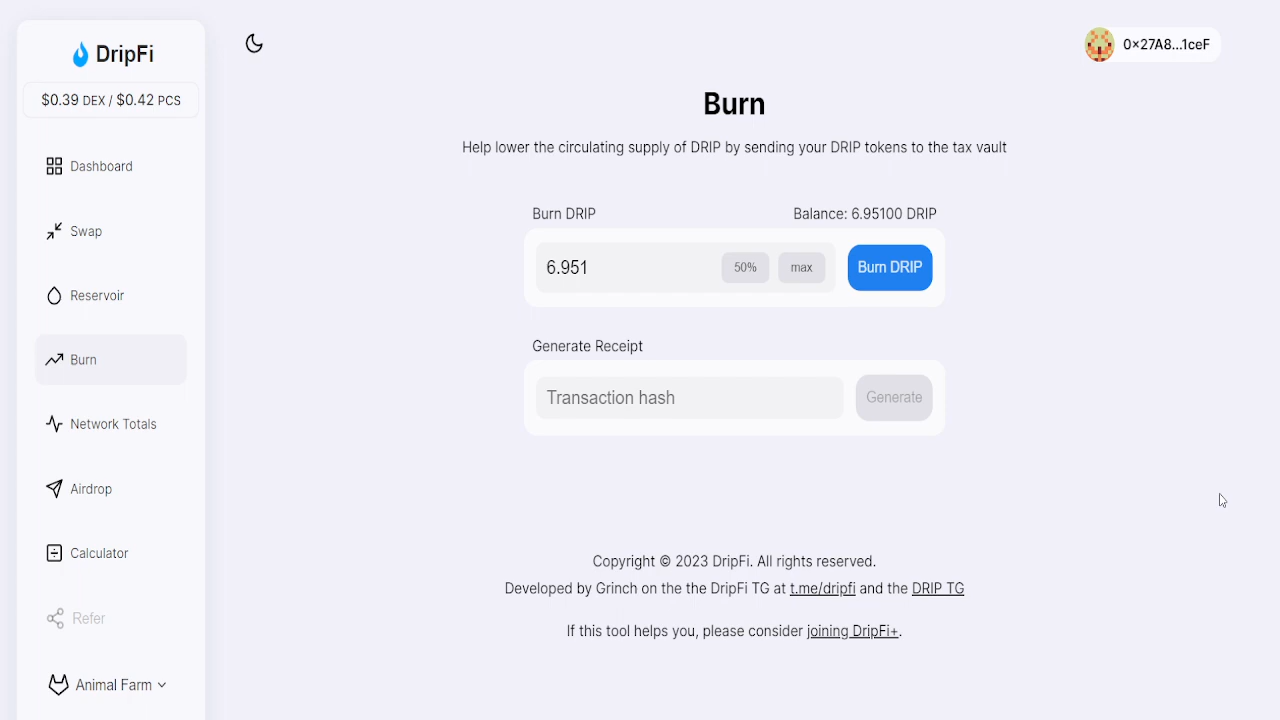 DripFi
$0.39 DEX / $0.42 PCS
Dashboard
Swap
Reservoir
Burn
Network Totals
Airdrop
Calculator
Refer
Animal Farm
0×27A8...1ceF
Burn
Help lower the circulating supply of DRIP by sending your DRIP tokens to the tax vault
Burn DRIP
Balance: 6.95100 DRIP
6.951
50%
max
Burn DRIP
Generate Receipt
Transaction hash
Generate
Copyright © 2023 DripFi. All rights reserved.
Developed by Grinch on the the DripFi TG at t.me/dripfi and the DRIP TG
If this tool helps you, please consider joining DripFi+.